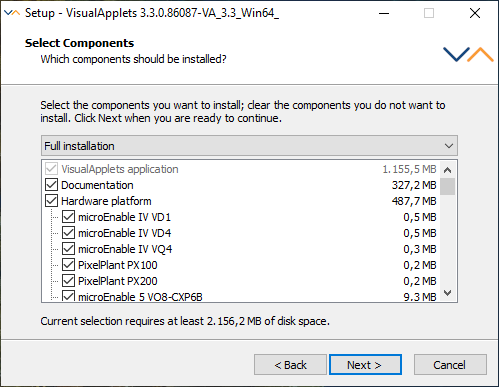 Setup - VisualApplets 3.3.0.86087-VA_3.3_Win64_
Select Components
Which components should be installed?
Select the components you want to install; clear the components you do not want to
install. Click Next when you are ready to continue.
Full installation
VisualApplets application 1.155,5 MB
Documentation 327,2 MB
Hardware platform 487,7 MB
microEnable IV VD1 0,5 MB
microEnable IV VD4 0,5 MB
microEnable IV VQ4 0,3 MB
PixelPlant PX100 0,2 MB
PixelPlant PX200 0,2 MB
microEnable 5 VQ8-CXP6B 9,3 MB
Current selection requires at least 2.156,2 MB of disk space.
< Back Next > Cancel